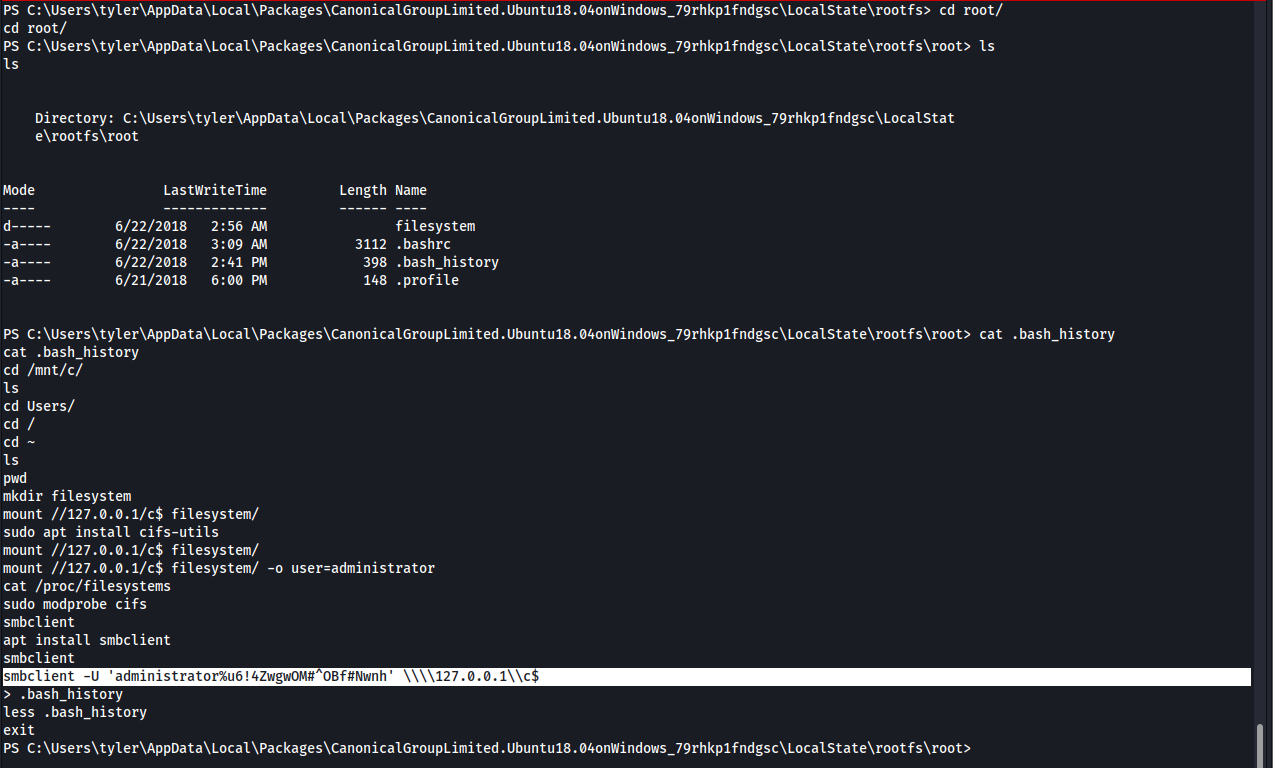 PS C:\Users\tyler\AppData\Local\Packages\CanonicalGroupLimited.Ubuntu18.04onWindows_79rhkp1fndgsc\LocalState\rootfs> cd root/
cd root/
PS C:\Users\tyler\AppData\Local\Packages\CanonicalGroupLimited.Ubuntu18.04onWindows_79rhkp1fndgsc\LocalState\rootfs\root> ls
ls
    Directory: C:\Users\tyler\AppData\Local\Packages\CanonicalGroupLimited.Ubuntu18.04onWindows_79rhkp1fndgsc\LocalStat
    e\rootfs\root
Mode                LastWriteTime         Length Name
----                -------------         ------ ----
d-----        6/22/2018   2:56 AM                filesystem
-a----        6/22/2018   3:09 AM           3112 .bashrc
-a----        6/22/2018   2:41 PM            398 .bash_history
-a----        6/21/2018   6:00 PM            148 .profile
PS C:\Users\tyler\AppData\Local\Packages\CanonicalGroupLimited.Ubuntu18.04onWindows_79rhkp1fndgsc\LocalState\rootfs\root> cat .bash_history
cat .bash_history
cd /mnt/c/
ls
cd Users/
cd /
cd ~
ls
pwd
mkdir filesystem
mount //127.0.0.1/c$ filesystem/
sudo apt install cifs-utils
mount //127.0.0.1/c$ filesystem/
mount //127.0.0.1/c$ filesystem/ -o user=administrator
cat /proc/filesystems
sudo modprobe cifs
smbclient
apt install smbclient
smbclient
smbclient -U 'administrator%u6!4ZwgwOM#^OBf#Nwnh' \\\\127.0.0.1\\c$
> .bash_history
less .bash_history
exit
PS C:\Users\tyler\AppData\Local\Packages\CanonicalGroupLimited.Ubuntu18.04onWindows_79rhkp1fndgsc\LocalState\rootfs\root>